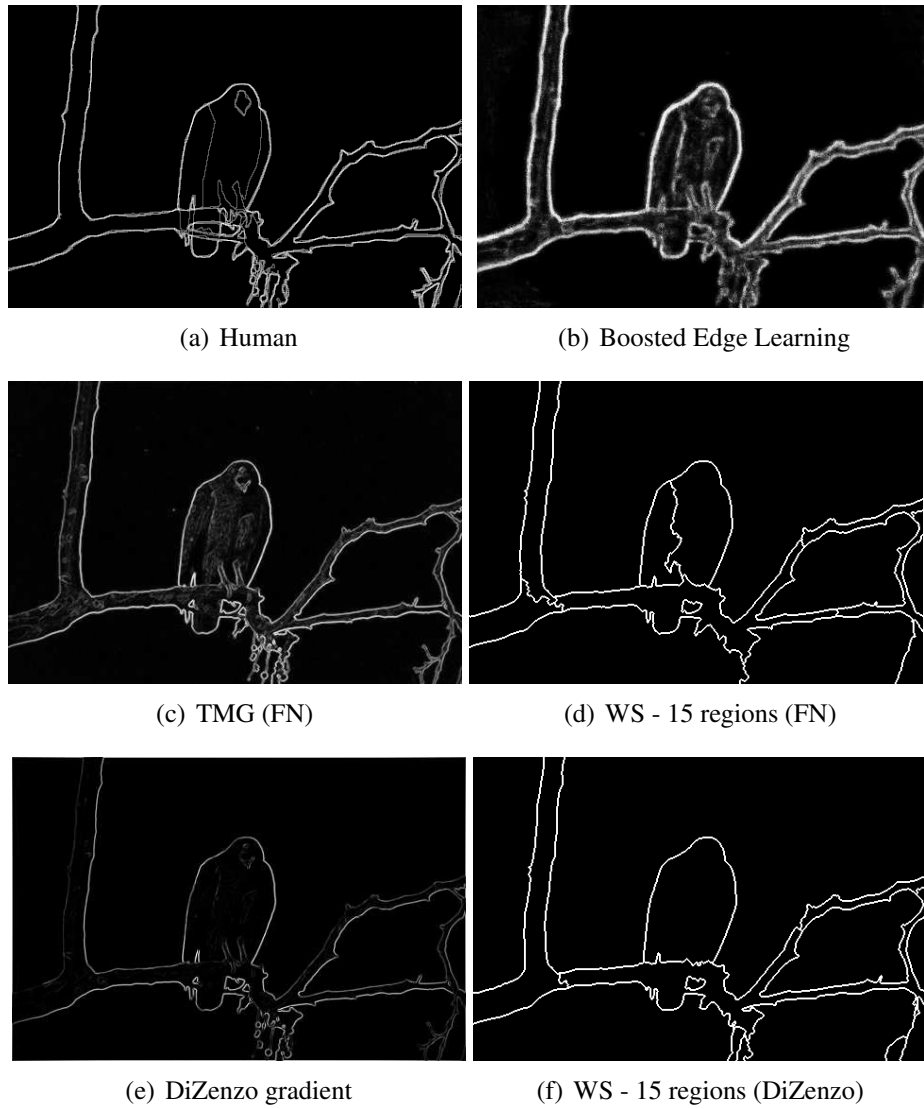 (a) Human
(b) Boosted Edge Learning
(c) TMG (FN)
(d) WS - 15 regions (FN)
(e) DiZenzo gradient
(f) WS - 15 regions (DiZenzo)